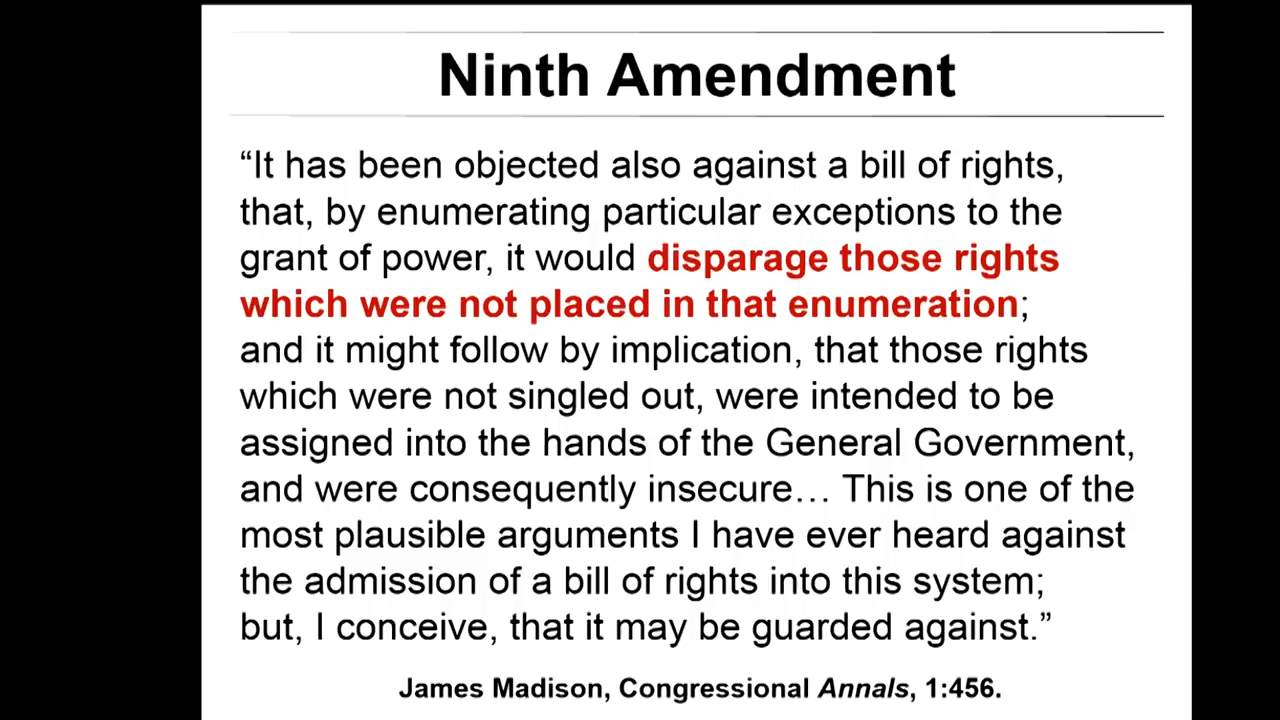 Ninth Amendment
“It has been objected also against a bill of rights,
that, by enumerating particular exceptions to the
grant of power, it would disparage those rights
which were not placed in that enumeration;
and it might follow by implication, that those rights
which were not singled out, were intended to be
assigned into the hands of the General Government,
and were consequently insecure… This is one of the
most plausible arguments I have ever heard against
the admission of a bill of rights into this system;
but, I conceive, that it may be guarded against.”
James Madison, Congressional Annals, 1:456.